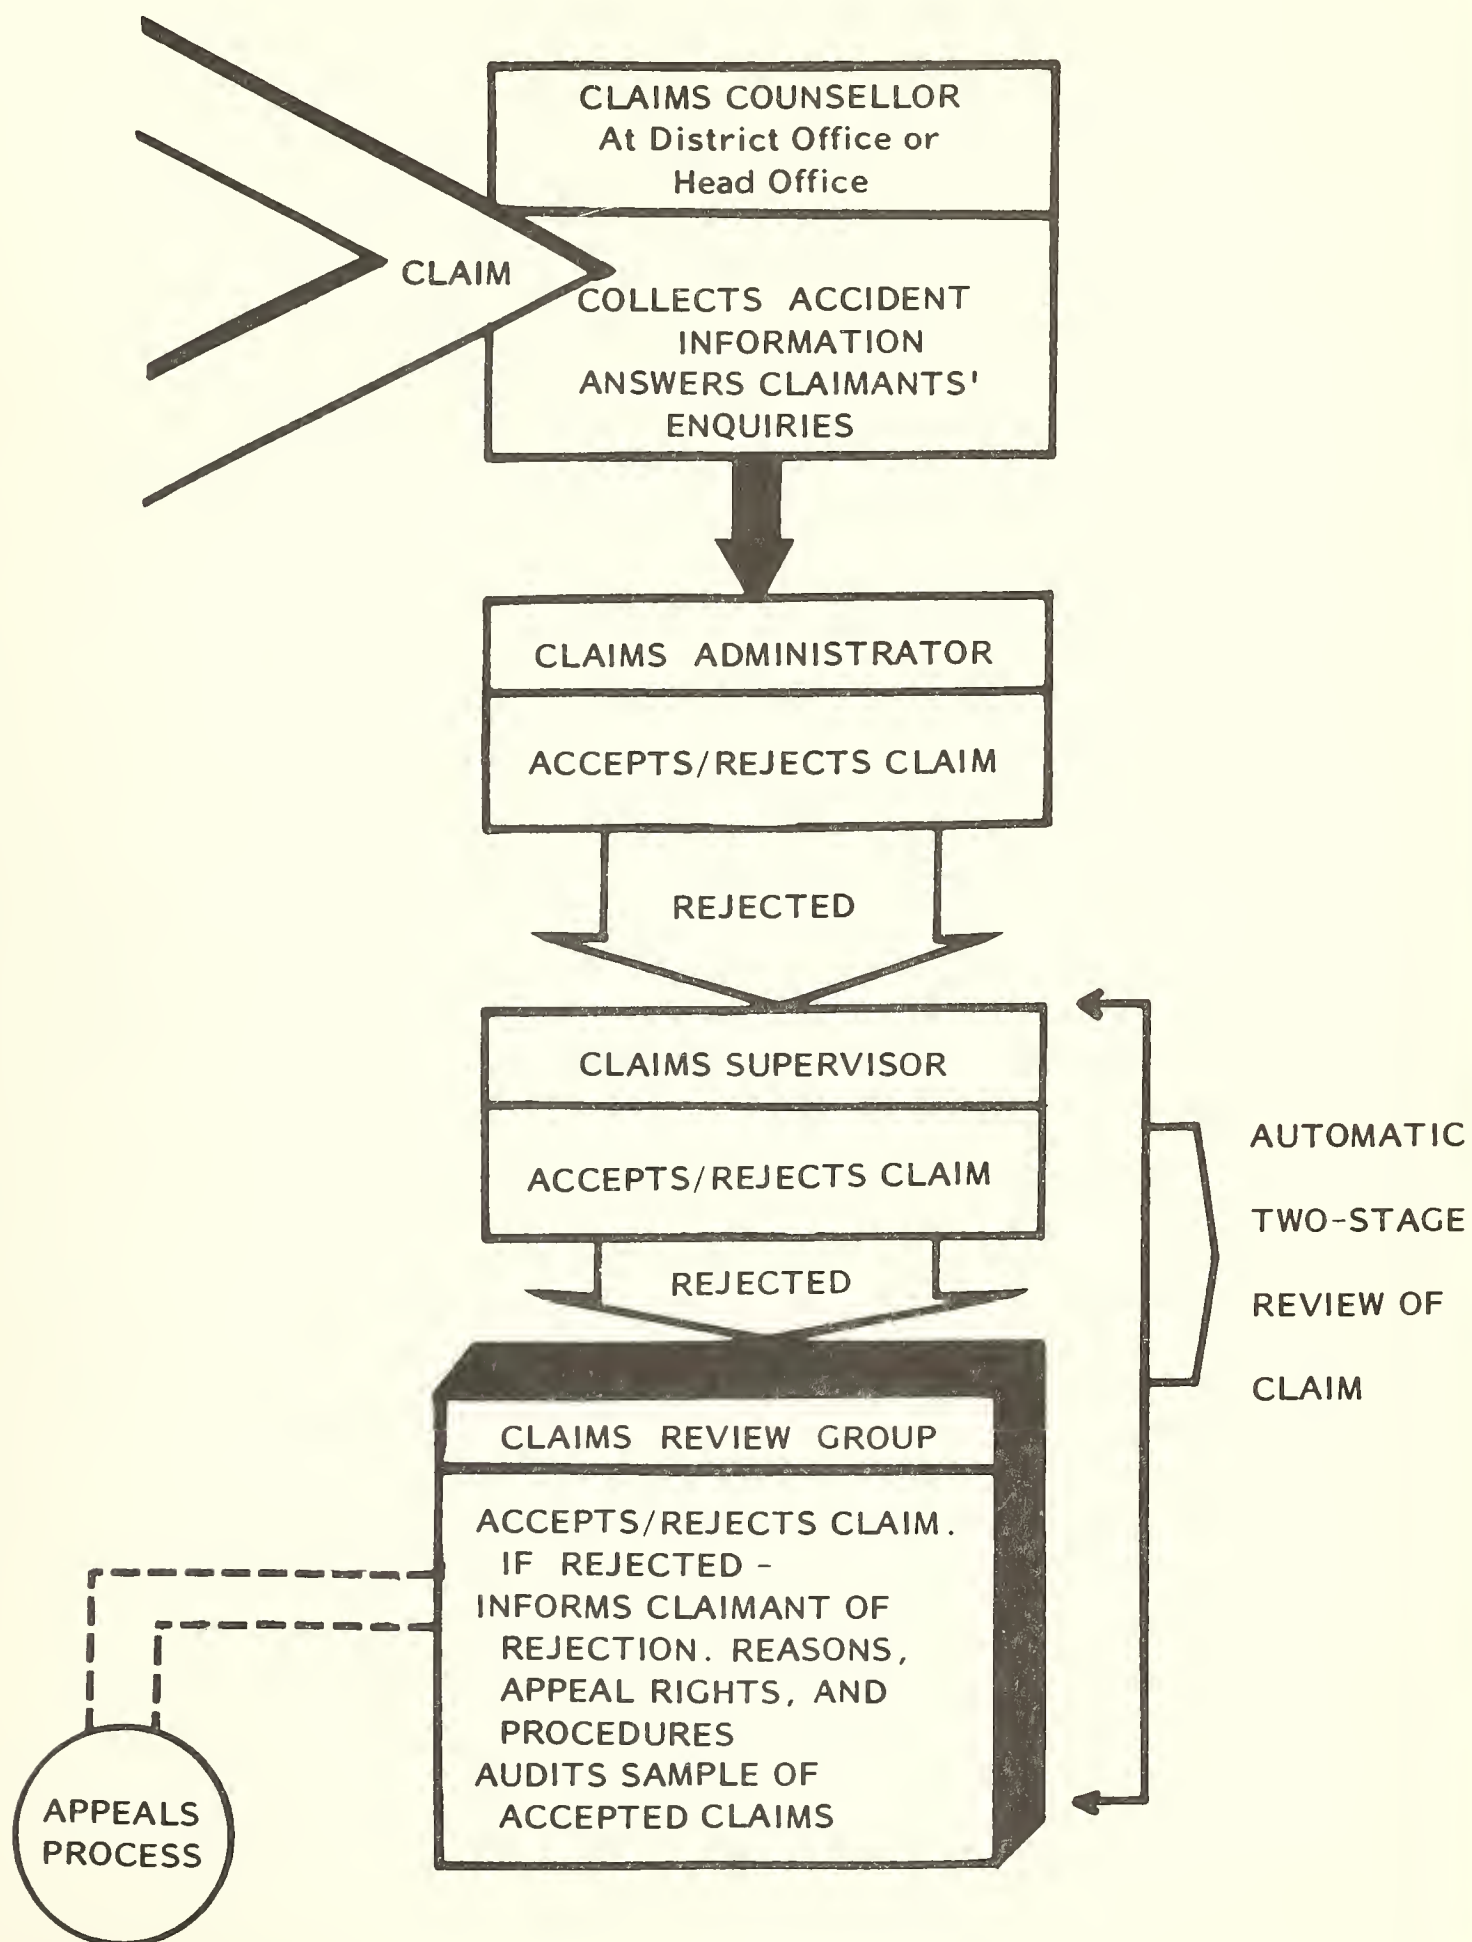 CLAIMS COUNSELLOR
At District Office or
Head Office
CLAIM
COLLECTS ACCIDENT
INFORMATION
ANSWERS CLAIMANTS'
ENQUIRIES
CLAIMS ADMINISTRATOR
ACCEPTS/REJECTS CLAIM
REJECTED
CLAIMS SUPERVISOR
ACCEPTS/REJECTS CLAIM
REJECTED
AUTOMATIC
TWO-STAGE
REVIEW OF
CLAIM
CLAIMS REVIEW GROUP
ACCEPTS/REJECTS CLAIM.
IF REJECTED -
INFORMS CLAIMANT OF
REJECTION. REASONS,
APPEAL RIGHTS, AND
PROCEDURES
AUDITS SAMPLE OF
ACCEPTED CLAIMS
APPEALS
PROCESS